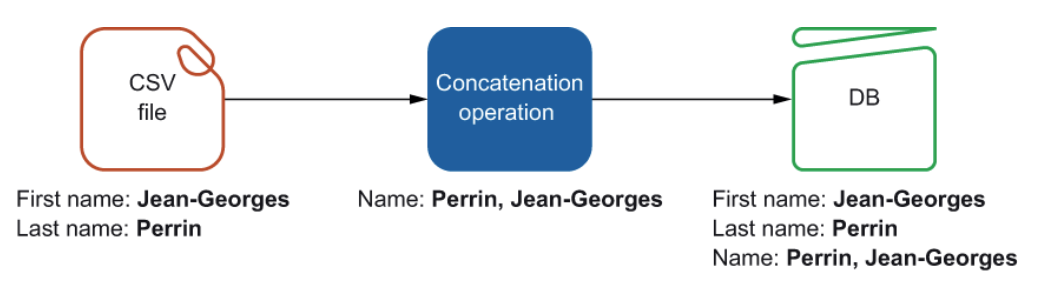 CSV
file
Concatenation
operation
DB
First name: Jean-Georges
Last name: Perrin
Name: Perrin, Jean-Georges
First name: Jean-Georges
Last name: Perrin
Name: Perrin, Jean-Georges